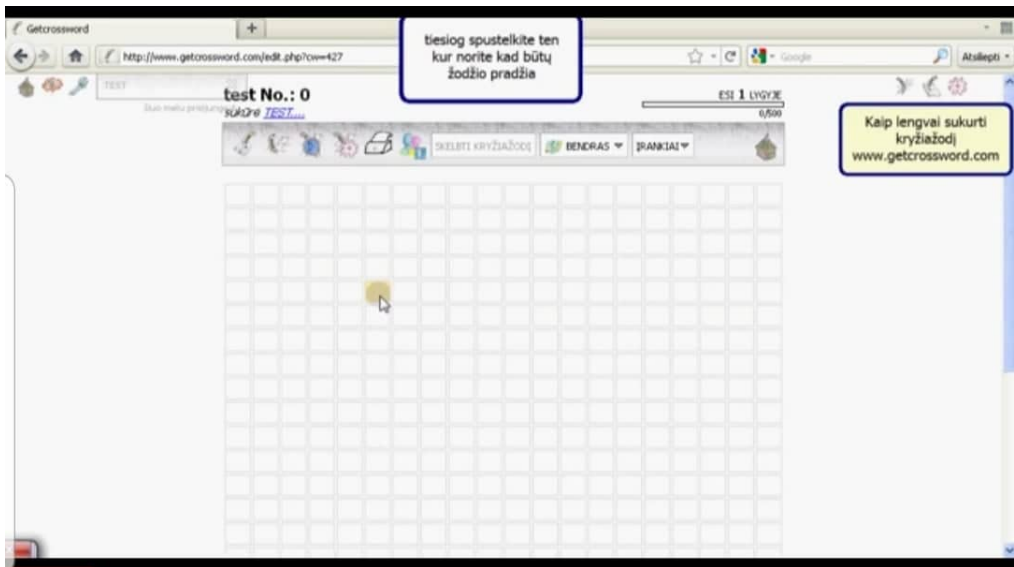 Getcrossword
tiesiog spustelkite ten
kur norite kad būtų
žodžio pradžia
http://www.getcrossword.com/edit.php?cw=427
Google
Atsiliepti
TEST
test No.: 0
sukūrė TEST....
ESI 1 LYGYJE
0/500
Kaip lengvai sukurti
kryžiažodį
www.getcrossword.com
SKELBTI KRYŽIAŽODĮ
BENDRAS
ĮRANKIAI